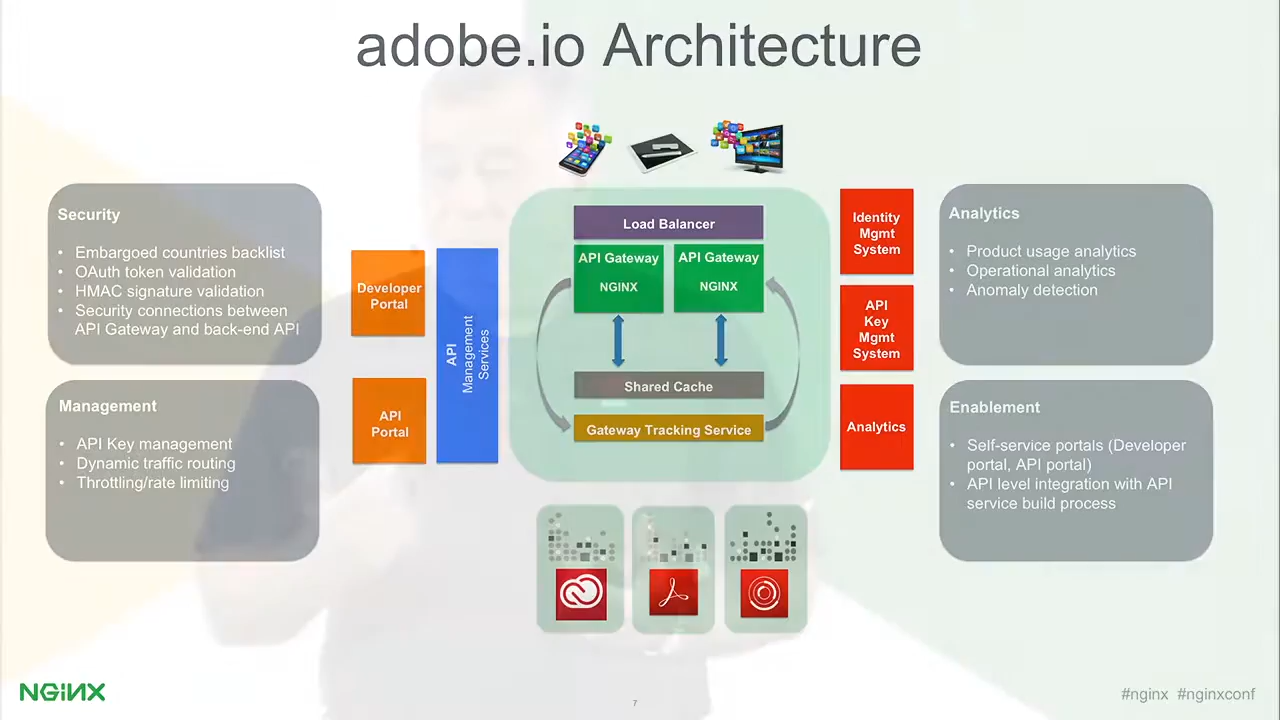 adobe.io Architecture
Security
• Embargoed countries backlist
• OAuth token validation
• HMAC signature validation
• Security connections between
API Gateway and back-end API
Management
• API Key management
• Dynamic traffic routing
• Throttling/rate limiting
Developer
Portal
API
Portal
API
Management
Services
Load Balancer
API Gateway
NGINX
API Gateway
NGINX
Shared Cache
Gateway Tracking Service
Identity
Mgmt
System
API
Key
Mgmt
System
Analytics
Analytics
• Product usage analytics
• Operational analytics
• Anomaly detection
Enablement
• Self-service portals (Developer
portal, API portal)
• API level integration with API
service build process
NGINX
7
#nginx #nginxconf